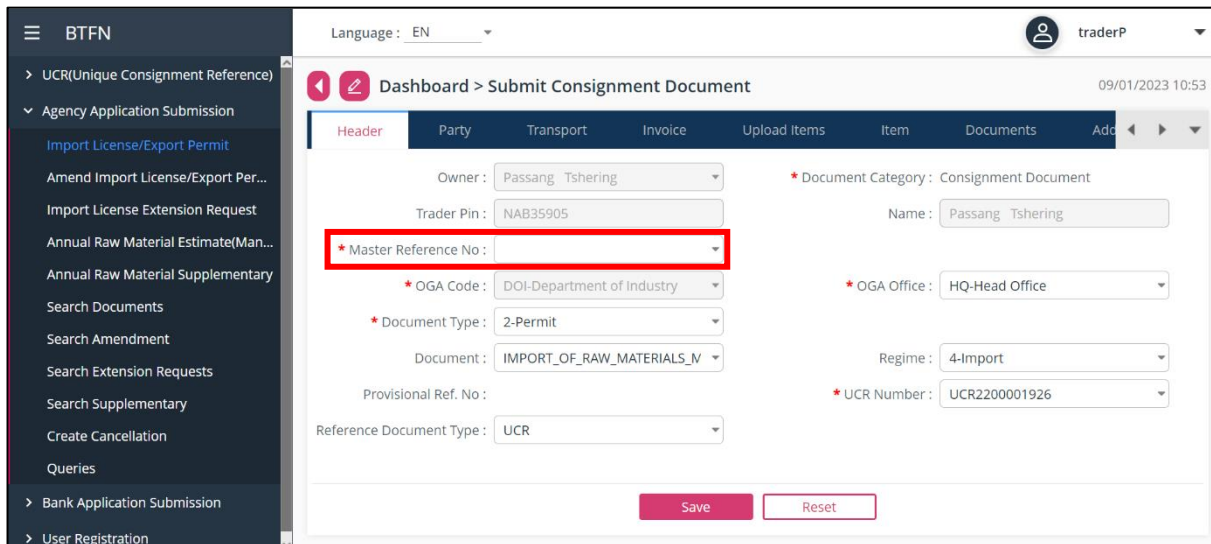 BTFN
Language : EN
traderP
UCR(Unique Consignment Reference)
Agency Application Submission
Import License/Export Permit
Amend Import License/Export Per...
Import License Extension Request
Annual Raw Material Estimate(Man...
Annual Raw Material Supplementary
Search Documents
Search Amendment
Search Extension Requests
Search Supplementary
Create Cancellation
Queries
Bank Application Submission
User Registration
Dashboard > Submit Consignment Document
09/01/2023 10:53
Header Party Transport Invoice Upload Items Item Documents Add
Owner : Passang Tshering * Document Category : Consignment Document
Trader Pin : NAB35905 Name : Passang Tshering
* Master Reference No :
* OGA Code : DOI-Department of Industry * OGA Office : HQ-Head Office
* Document Type : 2-Permit
Document : IMPORT_OF_RAW_MATERIALS_M Regime : 4-Import
Provisional Ref. No : * UCR Number : UCR2200001926
Reference Document Type : UCR
Save Reset